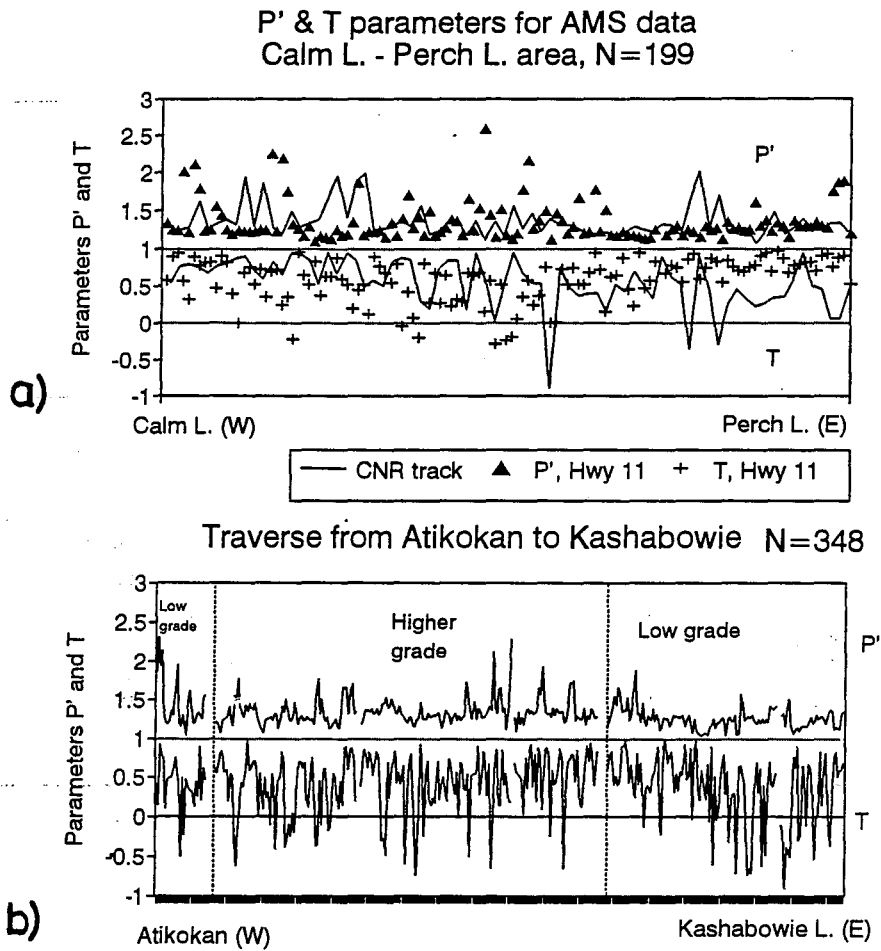 P' & T parameters for AMS data
Calm L. - Perch L. area, N=199
Parameters P' and T
3
2.5
2
1.5
1
0.5
0
-0.5
-1
P'
T
a)
Calm L. (W)
Perch L. (E)
CNR track
P', Hwy 11
T, Hwy 11
Traverse from Atikokan to Kashabowie N=348
Parameters P' and T
3
2.5
2
1.5
1
0.5
0
-0.5
-1
Low grade
Higher grade
Low grade
P'
T
b)
Atikokan (W)
Kashabowie L. (E)